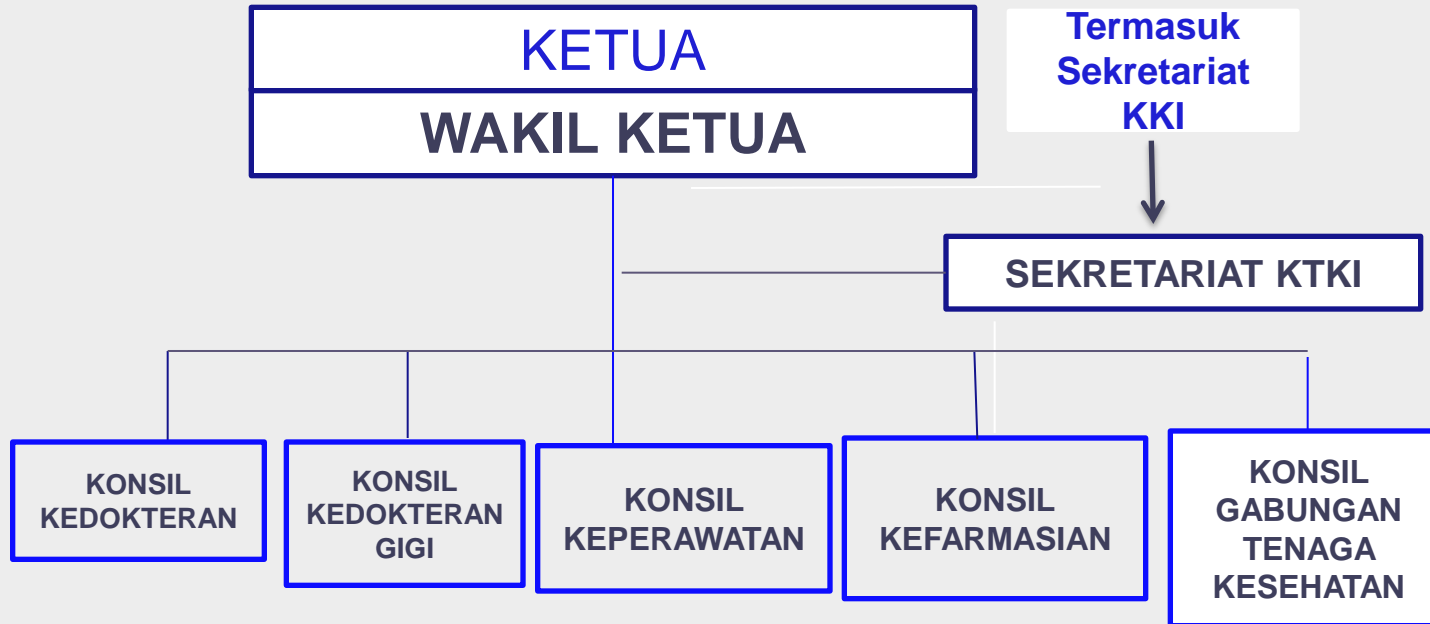 KETUA
WAKIL KETUA
Termasuk
Sekretariat
KKI
SEKRETARIAT KTKI
KONSIL
KEDOKTERAN
KONSIL
KEDOKTERAN
GIGI
KONSIL
KEPERAWATAN
KONSIL
KEFARMASIAN
KONSIL
GABUNGAN
TENAGA
KESEHATAN